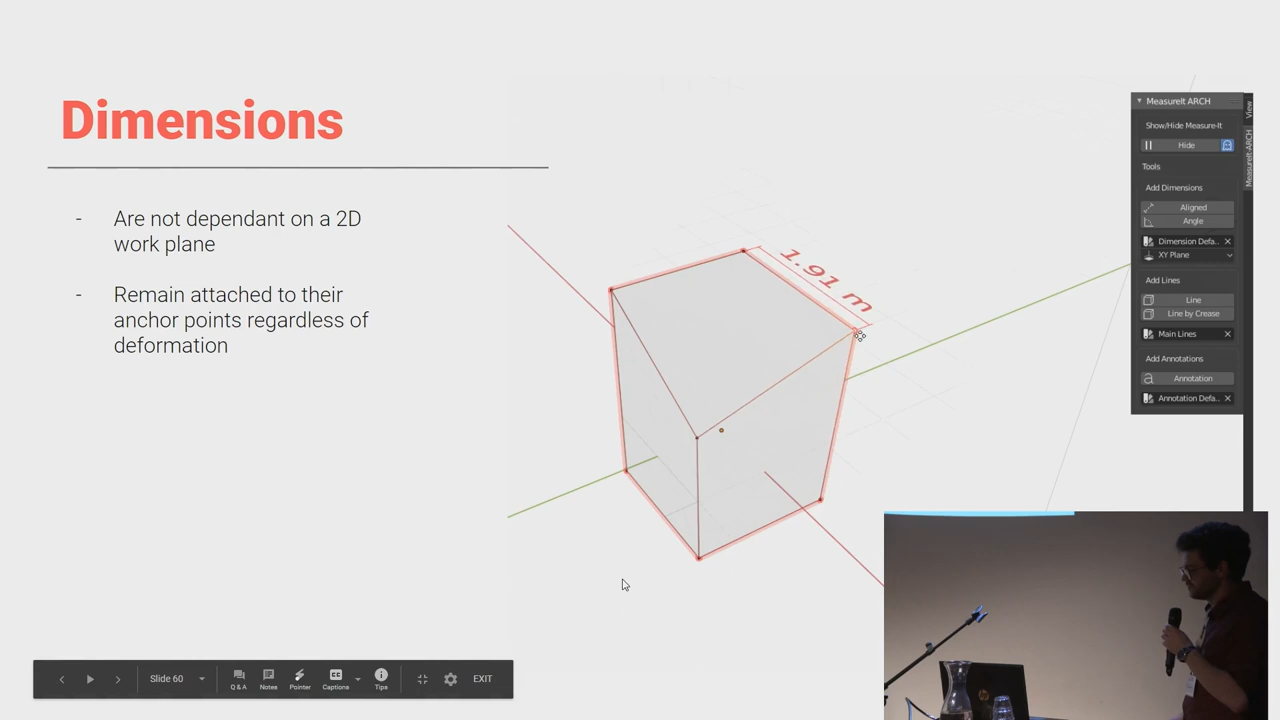 Dimensions
- Are not dependant on a 2D
work plane
- Remain attached to their
anchor points regardless of
deformation
1.91 m
MeasureIt ARCH
Show/Hide Measure-It
Hide
Tools
Add Dimensions
Aligned
Angle
Dimension Defa..
XY Plane
Add Lines
Line
Line by Crease
Main Lines
Add Annotations
a Annotation
Annotation Defa..
View
MeasureIt-ARCH
Slide 60
Q & A
Notes
Pointer
Captions
Tips
EXIT
hp